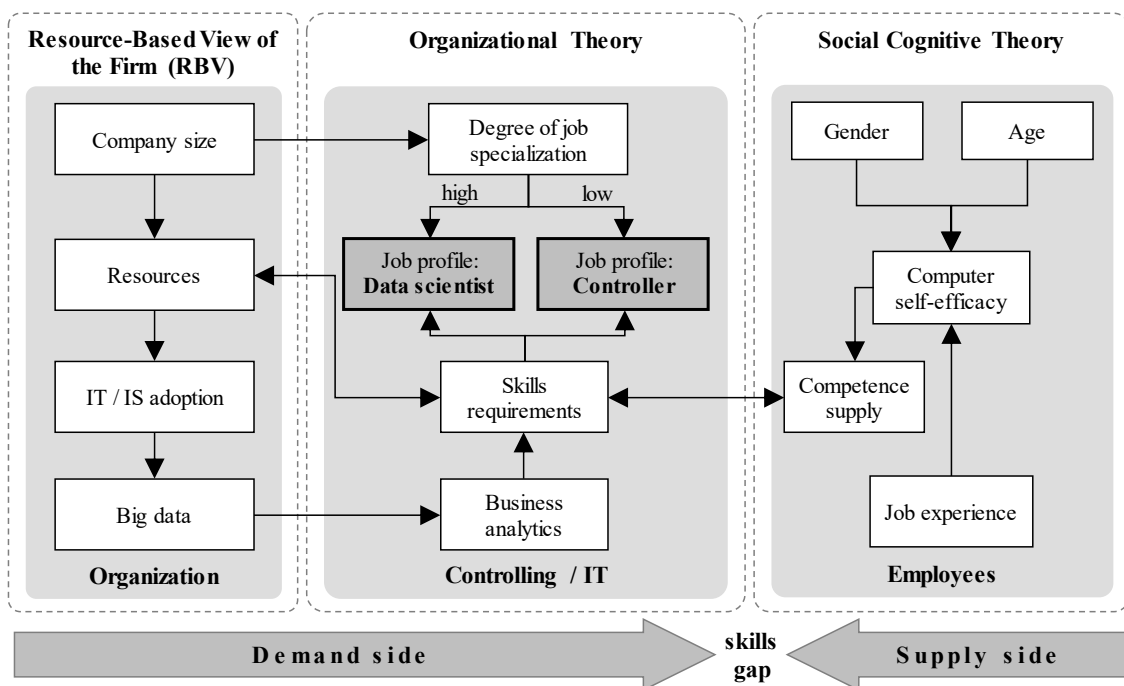 Resource-Based View of
the Firm (RBV)
Company size
Resources
IT / IS adoption
Big data
Organization
Organizational Theory
Degree of job
specialization
high
low
Job profile:
Data scientist
Job profile:
Controller
Skills
requirements
Business
analytics
Controlling / IT
Social Cognitive Theory
Gender
Age
Computer
self-efficacy
Competence
supply
Job experience
Employees
Demand side
skills
gap
Supply side